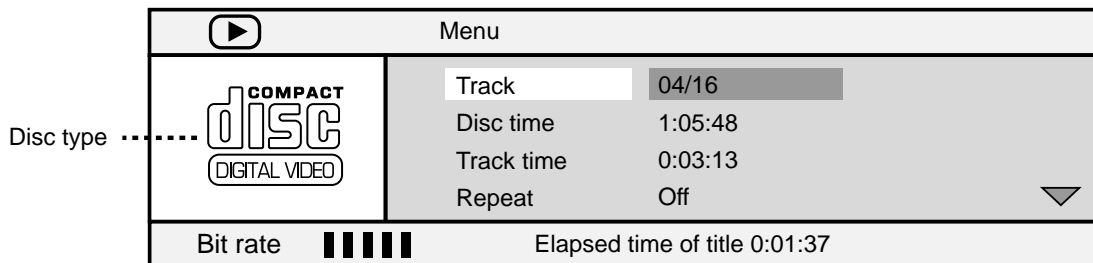 Menu
Disc type
COMPACT
disc
DIGITAL VIDEO
Track 04/16
Disc time 1:05:48
Track time 0:03:13
Repeat Off
Bit rate Elapsed time of title 0:01:37